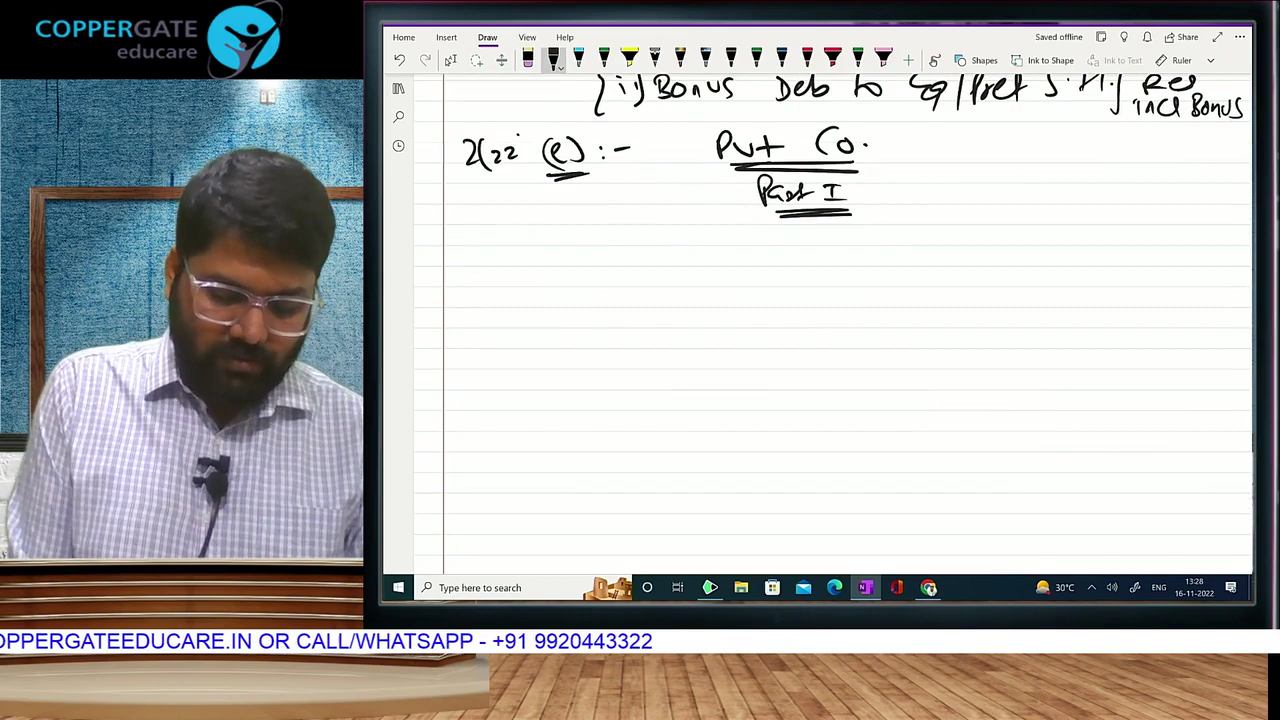 COPPERGATE
educare
Home Insert Draw View Help
Saved offline
Share
Shapes
Ink to Shape
Ink to Text
Ruler
(ii) Bonus Deb to Eq/Pref S.H.
incl Bonus
2(22) (e) :- Pvt Co.
Part I
Type here to search
30°C
ENG
13:28
16-11-2022
OPPERGATEEDUCARE.IN OR CALL/WHATSAPP - +91 9920443322